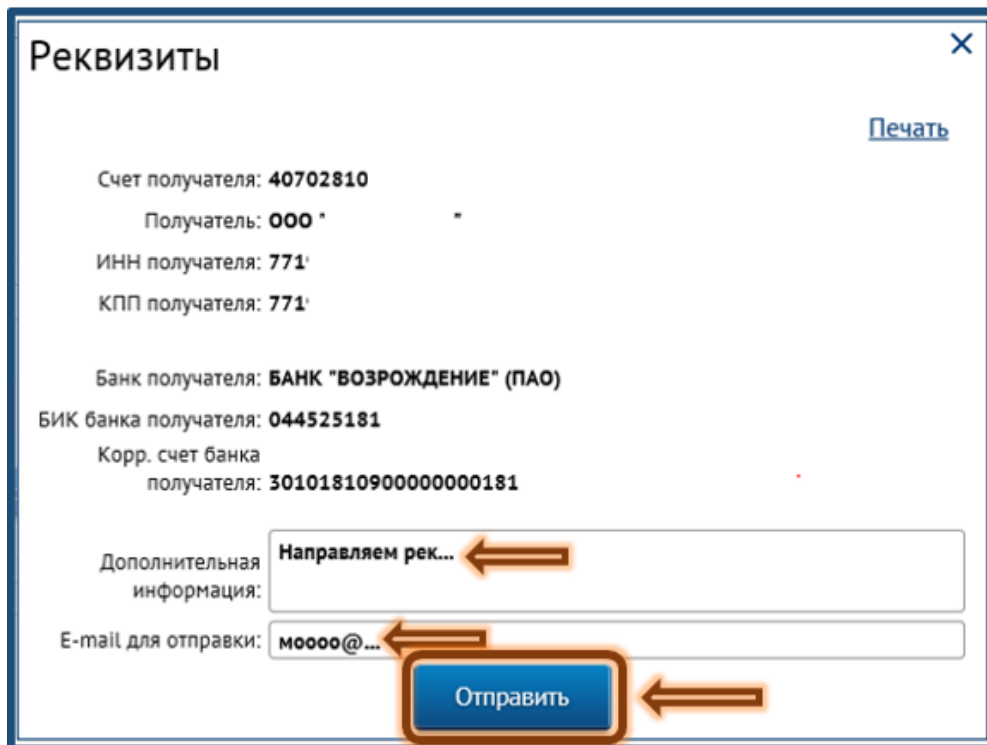 Реквизиты
Печать
Счет получателя: 40702810
Получатель: ООО " "
ИНН получателя: 771
КПП получателя: 771
Банк получателя: БАНК "ВОЗРОЖДЕНИЕ" (ПАО)
БИК банка получателя: 044525181
Корр. счет банка
получателя: 30101810900000000181
Дополнительная
информация:
Направляем рек...
E-mail для отправки: моооо@...
Отправить